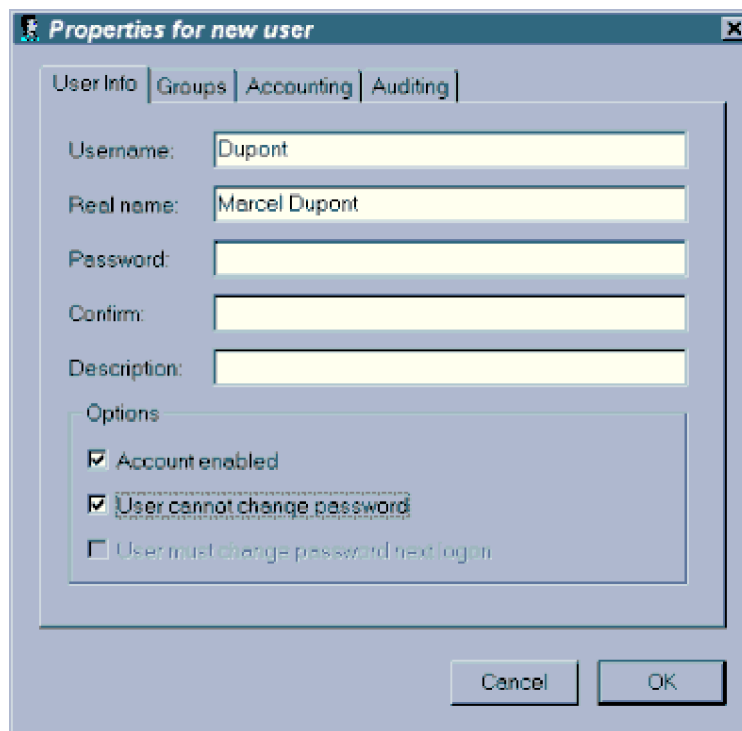 Properties for new user
User Info Groups Accounting Auditing
Username: Dupont
Real name: Marcel Dupont
Password:
Confirm:
Description:
Options
Account enabled
User cannot change password
User must change password next logon
Cancel OK